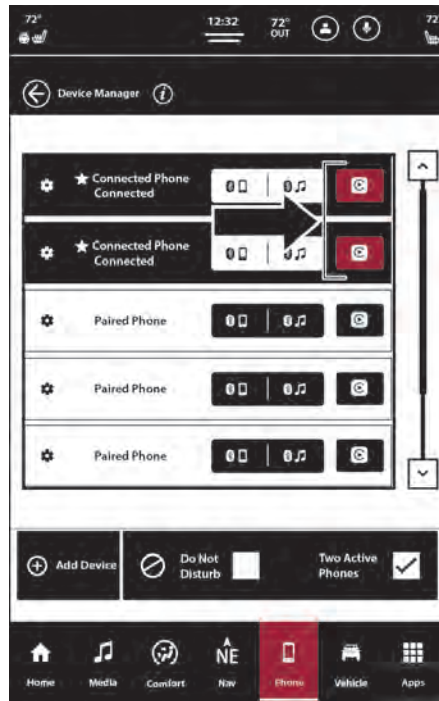 72°
12:32
72°
OUT
72
Device Manager
Connected Phone
Connected
Connected Phone
Connected
Paired Phone
Paired Phone
Paired Phone
Add Device
Do Not
Disturb
Two Active
Phones
NE
Home
Media
Comfort
Nav
Phone
Vehicle
Apps